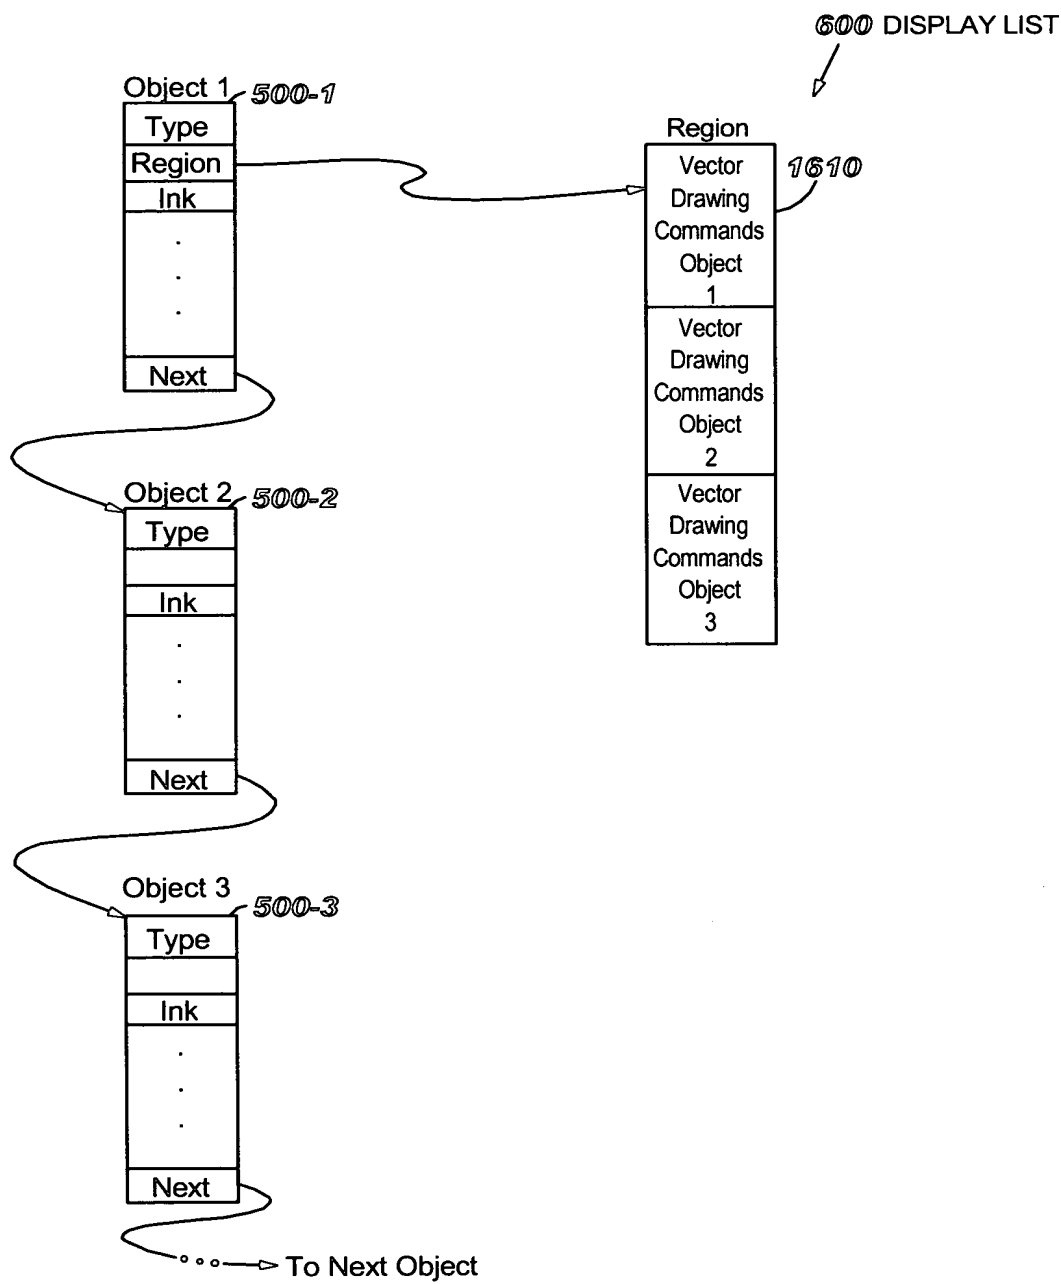 600 DISPLAY LIST
Object 1 500-1
Type
Region
Ink
Next
Region
1610
Vector
Drawing
Commands
Object
1
Vector
Drawing
Commands
Object
2
Vector
Drawing
Commands
Object
3
Object 2 500-2
Type
Ink
Next
Object 3
500-3
Type
Ink
Next
To Next Object